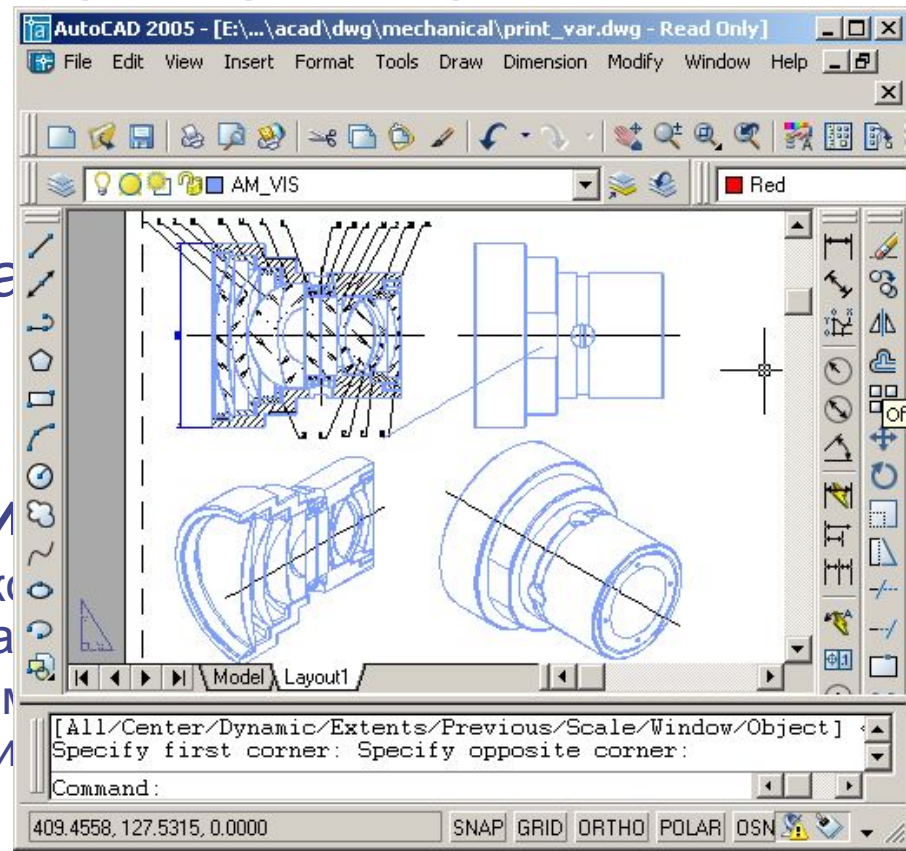 AutoCAD 2005 - [E:\...\acad\dwg\mechanical\print_var.dwg - Read Only]
File Edit View Insert Format Tools Draw Dimension Modify Window Help
AM_VIS Red
Of
Model Layout1
[All/Center/Dynamic/Extents/Previous/Scale/Window/Object]
Specify first corner: Specify opposite corner:
Command:
409.4558, 127.5315, 0.0000 SNAP GRID ORTHO POLAR OSN